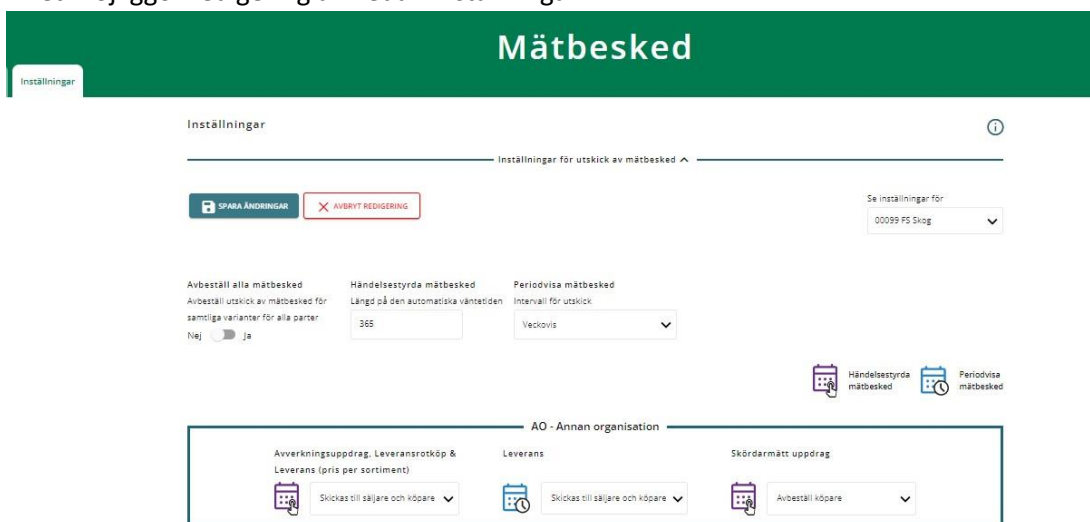 Mätbesked
Inställningar
Inställningar
Inställningar för utskick av mätbesked
SPARA ÄNDRINGAR
AVBRYT REDIGERING
Se inställningar för
00099 FS Skog
Avbeställ alla mätbesked
Avbeställ utskick av mätbesked för
samtliga varianter för alla parter
Nej Ja
Händelsestyrda mätbesked
Längd på den automatiska väntetiden
365
Periodvisa mätbesked
Intervall för utskick
Veckovis
Händelsestyrda
mätbesked
Periodvisa
mätbesked
AO - Annan organisation
Avverkningsuppdrag, Leveransrotköp &
Leverans (pris per sortiment)
Skickas till säljare och köpare
Leverans
Skickas till säljare och köpare
Skördarmätt uppdrag
Avbeställ köpare